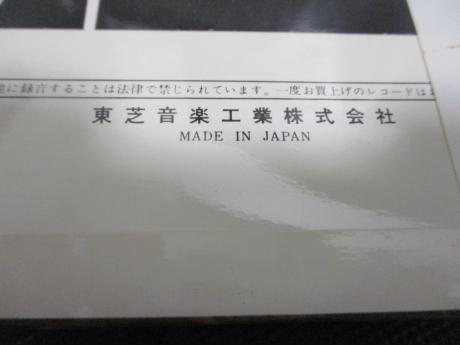 に録音することは法律で禁じられています。一度お買上げのレコードは
東芝音楽工業株式会社
MADE IN JAPAN